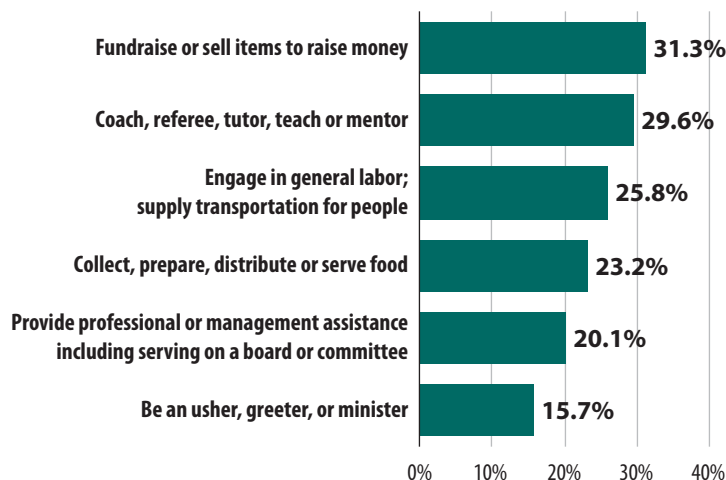 Fundraise or sell items to raise money
31.3%
Coach, referee, tutor, teach or mentor
29.6%
Engage in general labor;
supply transportation for people
25.8%
Collect, prepare, distribute or serve food
23.2%
Provide professional or management assistance
including serving on a board or committee
20.1%
Be an usher, greeter, or minister
15.7%
0% 10% 20% 30% 40%